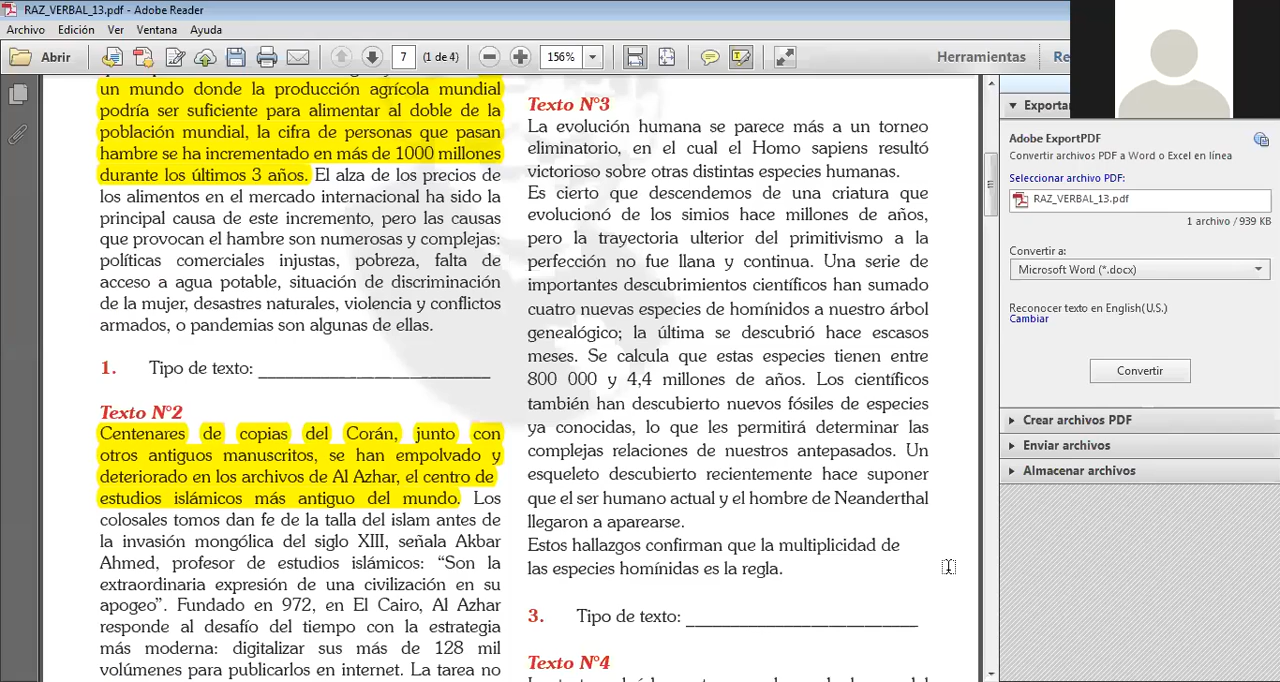 RAZ_VERBAL_13.pdf - Adobe Reader
Archivo Edición Ver Ventana Ayuda
Abrir
7 (1 de 4)
156%
Herramientas
un mundo donde la producción agrícola mundial
podría ser suficiente para alimentar al doble de la
población mundial, la cifra de personas que pasan
hambre se ha incrementado en más de 1000 millones
durante los últimos 3 años. El alza de los precios de
los alimentos en el mercado internacional ha sido la
principal causa de este incremento, pero las causas
que provocan el hambre son numerosas y complejas:
políticas comerciales injustas, pobreza, falta de
acceso a agua potable, situación de discriminación
de la mujer, desastres naturales, violencia y conflictos
armados, o pandemias son algunas de ellas.
1. Tipo de texto: ___________________________
Texto N°2
Centenares de copias del Corán, junto con
otros antiguos manuscritos, se han empolvado y
deteriorado en los archivos de Al Azhar, el centro de
estudios islámicos más antiguo del mundo. Los
colosales tomos dan fe de la talla del islam antes de
la invasión mongólica del siglo XIII, señala Akbar
Ahmed, profesor de estudios islámicos: “Son la
extraordinaria expresión de una civilización en su
apogeo”. Fundado en 972, en El Cairo, Al Azhar
responde al desafío del tiempo con la estrategia
más moderna: digitalizar sus más de 128 mil
volúmenes para publicarlos en internet. La tarea no
Texto N°3
La evolución humana se parece más a un torneo
eliminatorio, en el cual el Homo sapiens resultó
victorioso sobre otras distintas especies humanas.
Es cierto que descendemos de una criatura que
evolucionó de los simios hace millones de años,
pero la trayectoria ulterior del primitivismo a la
perfección no fue llana y continua. Una serie de
importantes descubrimientos científicos han sumado
cuatro nuevas especies de homínidos a nuestro árbol
genealógico; la última se descubrió hace escasos
meses. Se calcula que estas especies tienen entre
800 000 y 4,4 millones de años. Los científicos
también han descubierto nuevos fósiles de especies
ya conocidas, lo que les permitirá determinar las
complejas relaciones de nuestros antepasados. Un
esqueleto descubierto recientemente hace suponer
que el ser humano actual y el hombre de Neanderthal
llegaron a aparearse.
Estos hallazgos confirman que la multiplicidad de
las especies homínidas es la regla.
3. Tipo de texto: ___________________________
Texto N°4
Exportar
Adobe ExportPDF
Convertir archivos PDF a Word o Excel en línea
Seleccionar archivo PDF:
RAZ_VERBAL_13.pdf
1 archivo / 939 KB
Convertir a:
Microsoft Word (*.docx)
Reconocer texto en English(U.S.)
Cambiar
Convertir
Crear archivos PDF
Enviar archivos
Almacenar archivos